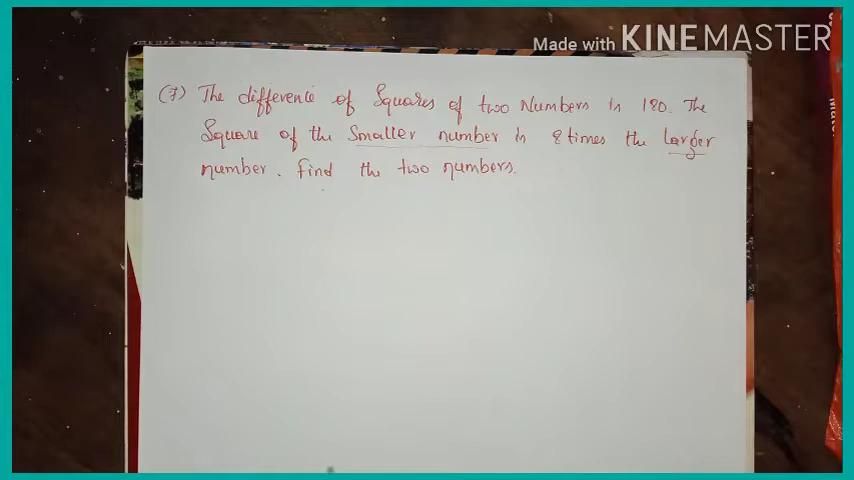 Made with KINEMASTER
(7) The difference of Squares of two Numbers is 180. The
Square of the Smaller number is 8 times the larger
number. Find the two numbers.